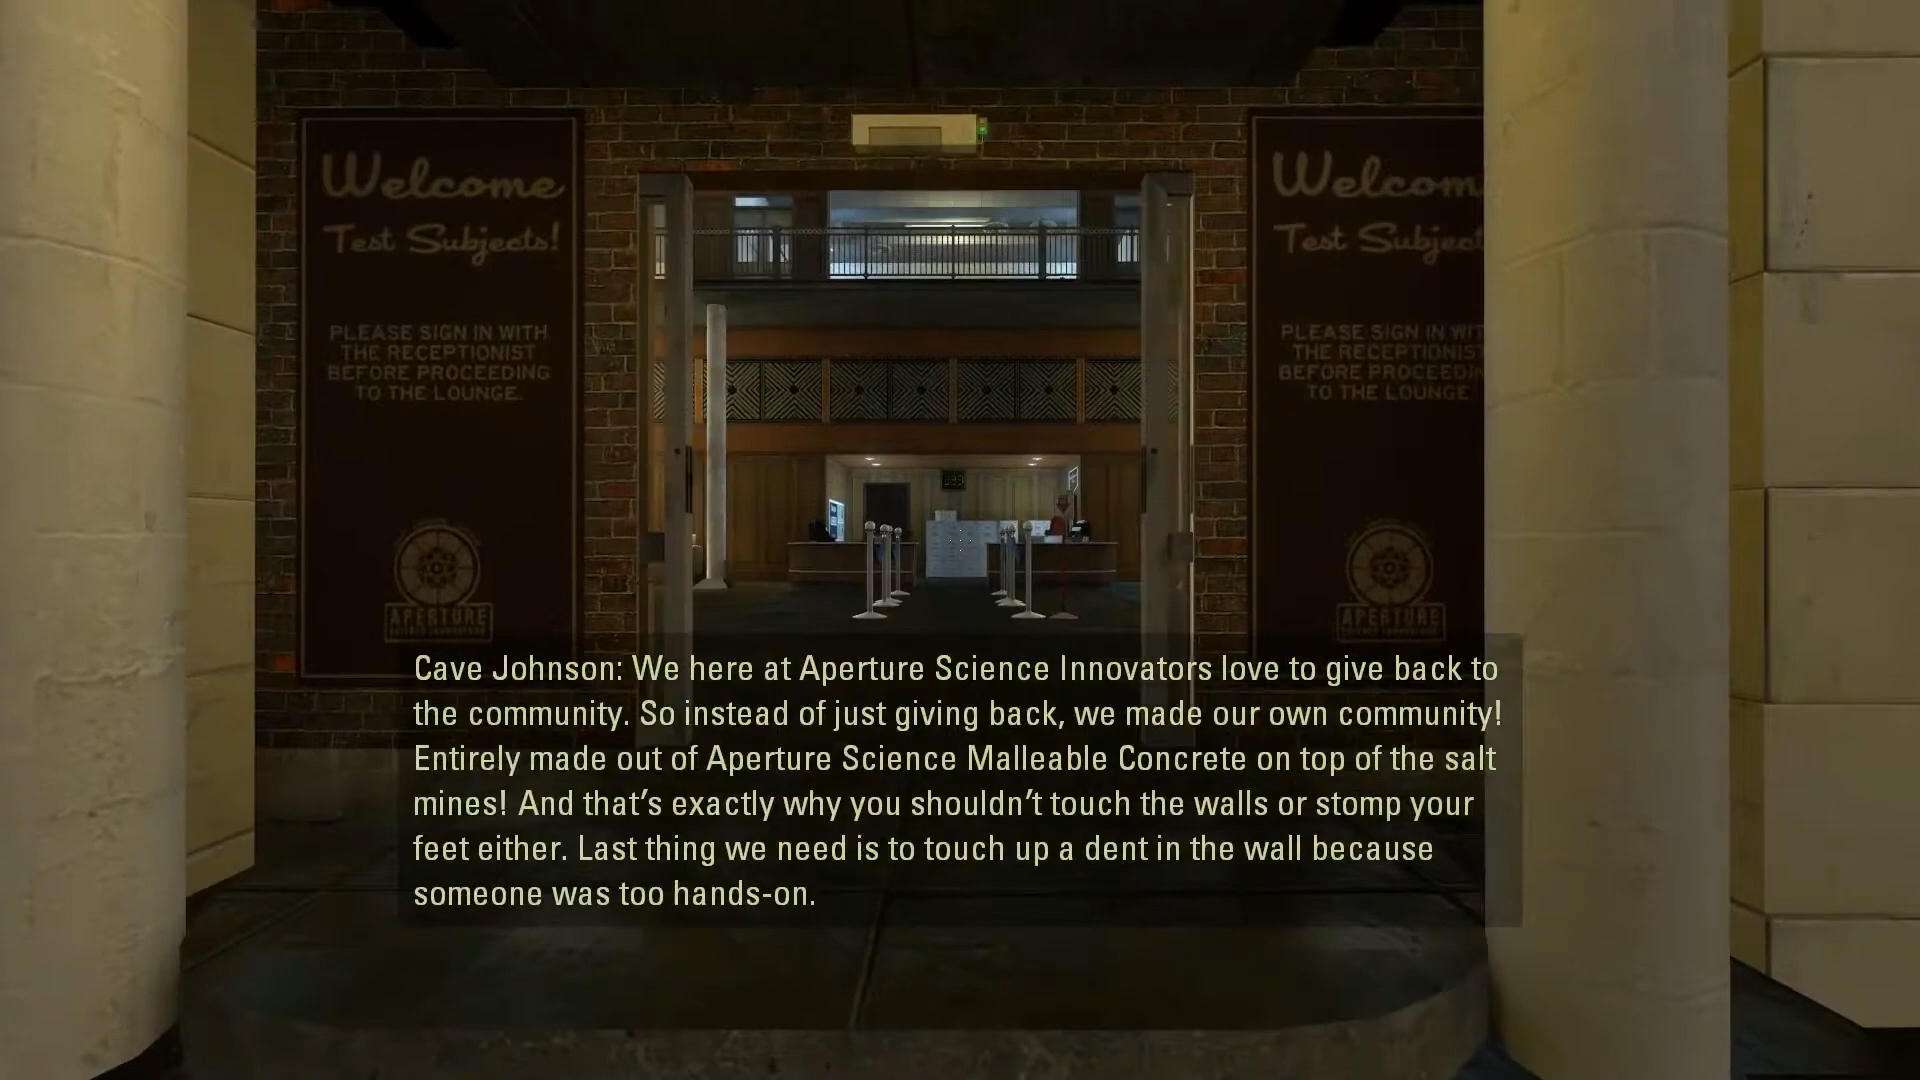 Welcome
Test Subjects!
PLEASE SIGN IN WITH
THE RECEPTIONIST
BEFORE PROCEEDING
TO THE LOUNGE.
APERTURE
Welcom
Test Subject
PLEASE SIGN IN WIT
THE RECEPTIONIST
BEFORE PROCEEDIN
TO THE LOUNGE
APERTURE
Cave Johnson: We here at Aperture Science Innovators love to give back to
the community. So instead of just giving back, we made our own community!
Entirely made out of Aperture Science Malleable Concrete on top of the salt
mines! And that's exactly why you shouldn't touch the walls or stomp your
feet either. Last thing we need is to touch up a dent in the wall because
someone was too hands-on.